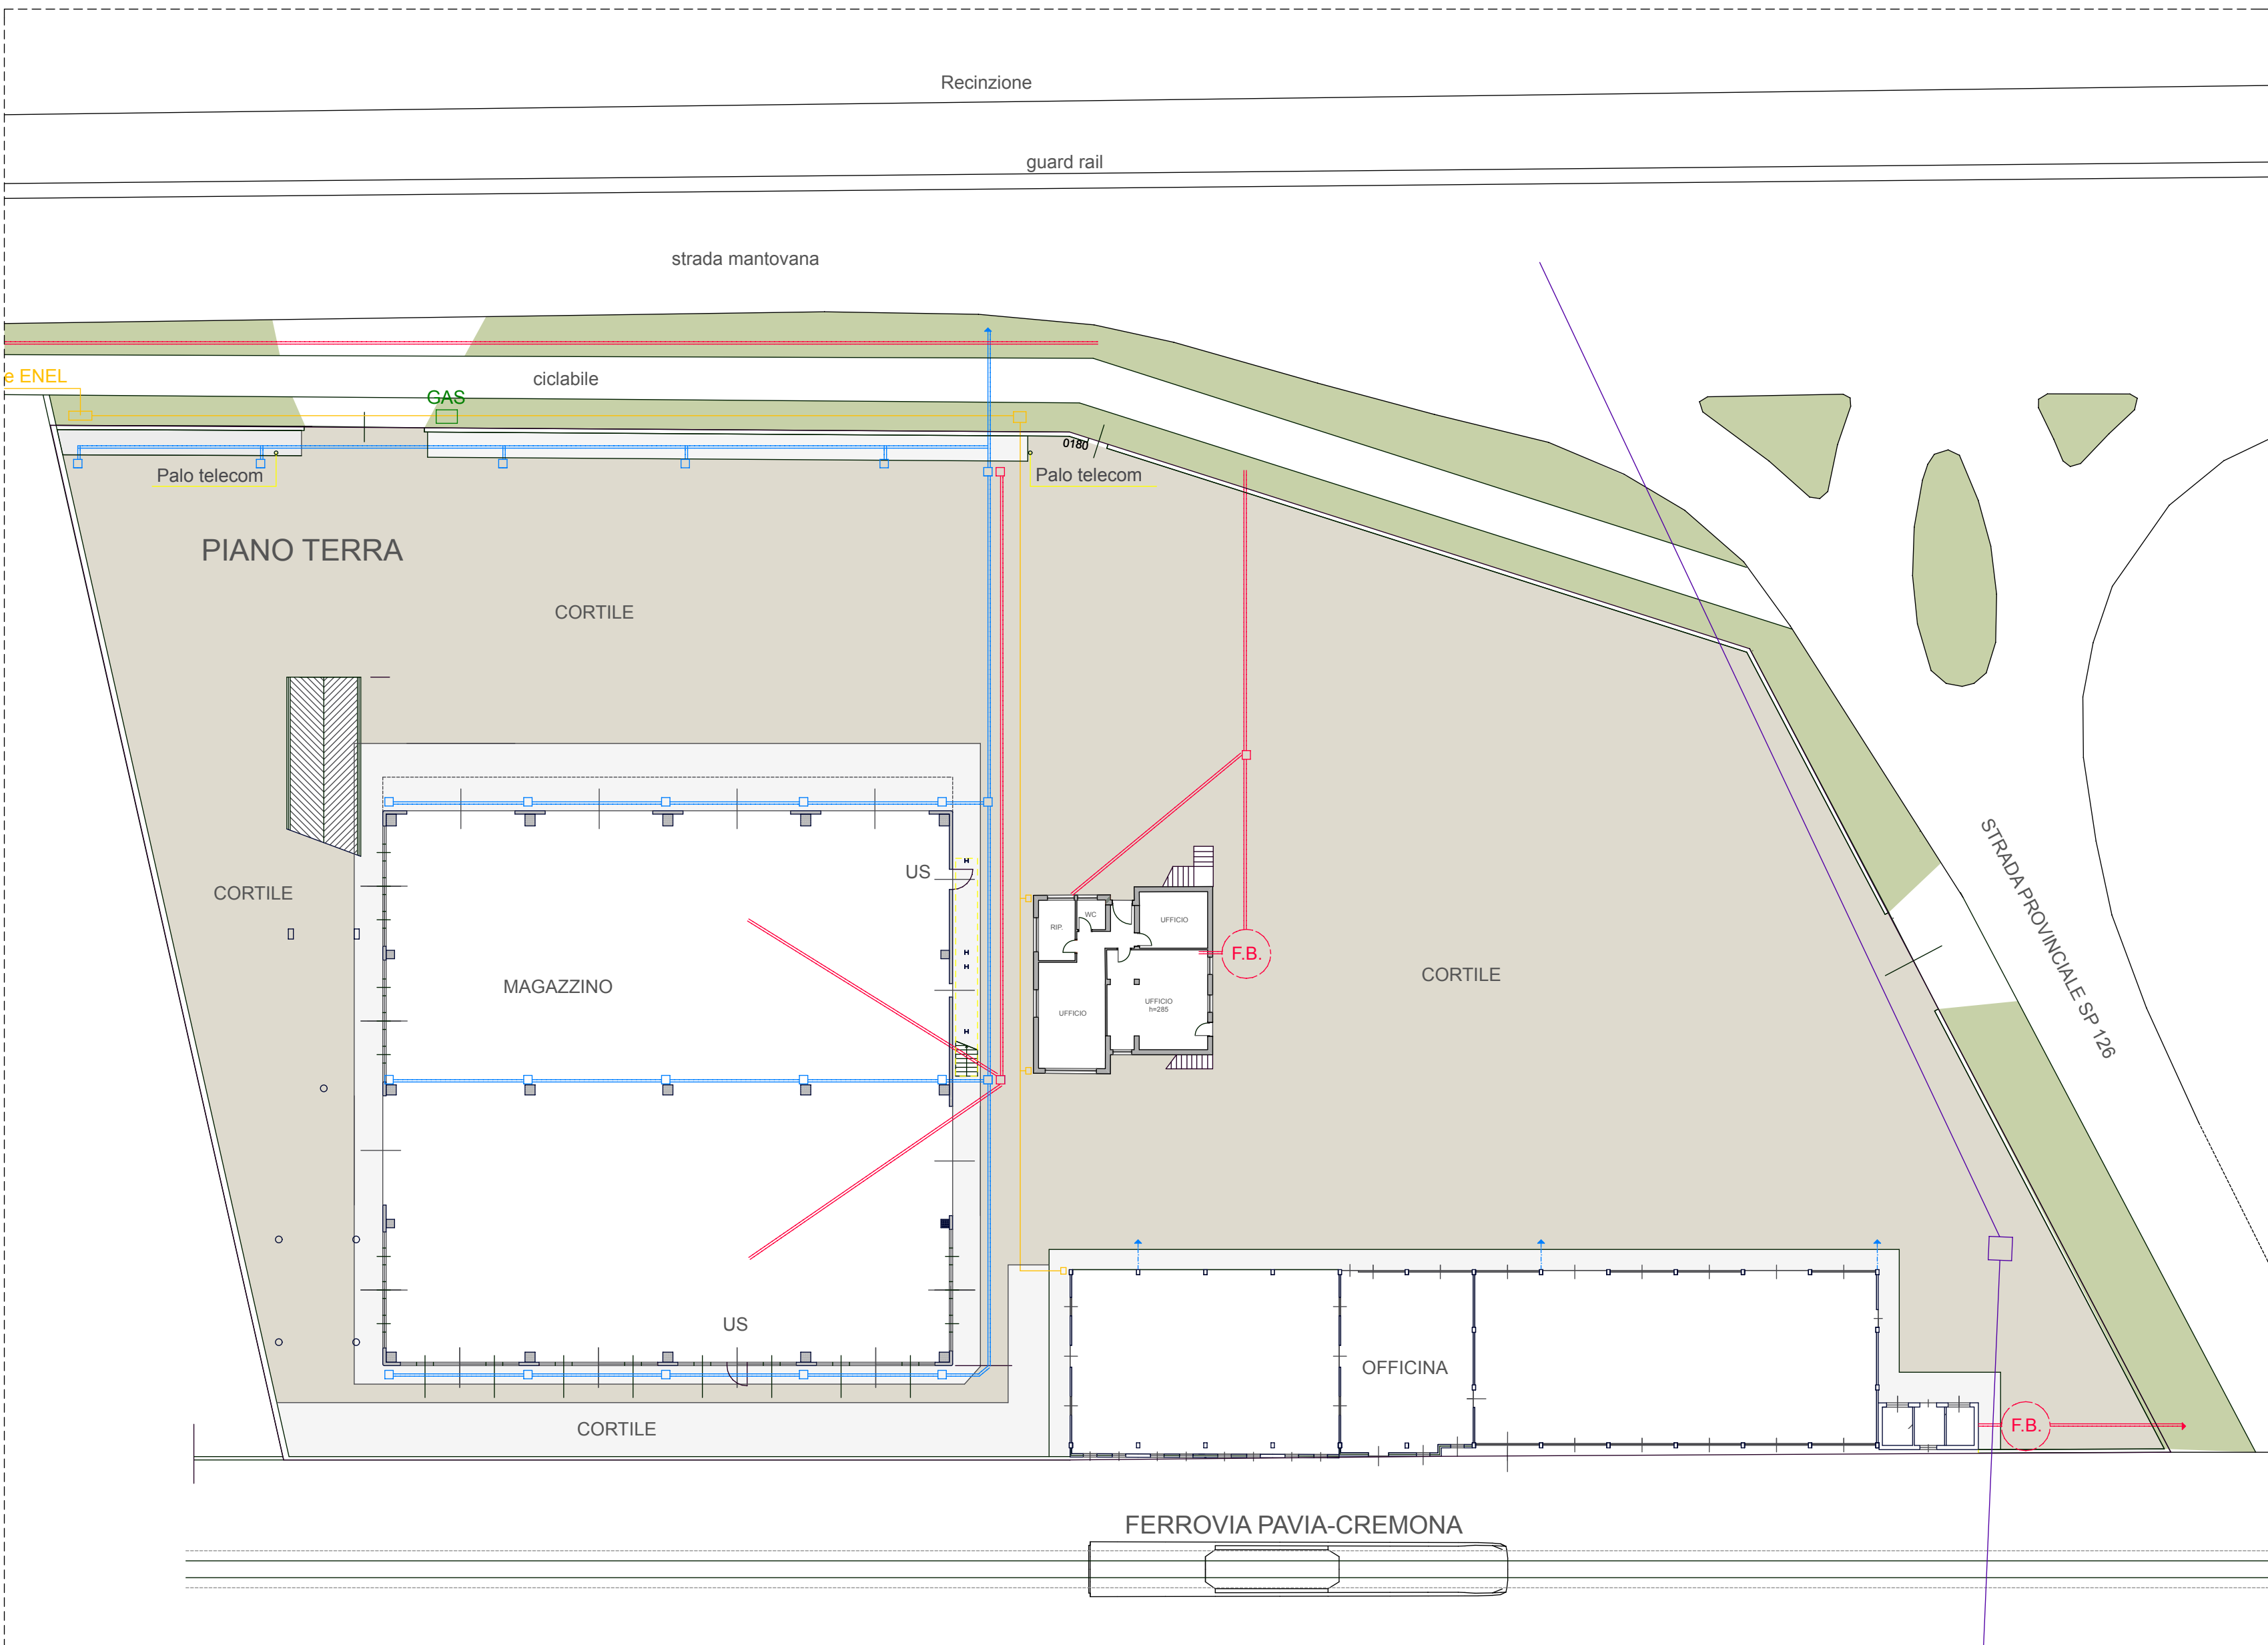 Recinzione
guard rail
strada mantovana
e ENEL
ciclabile
GAS
0180
Palo telecom
Palo telecom
PIANO TERRA
CORTILE
STRADA PROVINCIALE SP 126
US
CORTILE
WC
UFFICIO
RIP.
F.B.
CORTILE
MAGAZZINO
UFFICIO
h=285
UFFICIO
H
H
H
H
US
OFFICINA
CORTILE
F.B.
FERROVIA PAVIA-CREMONA